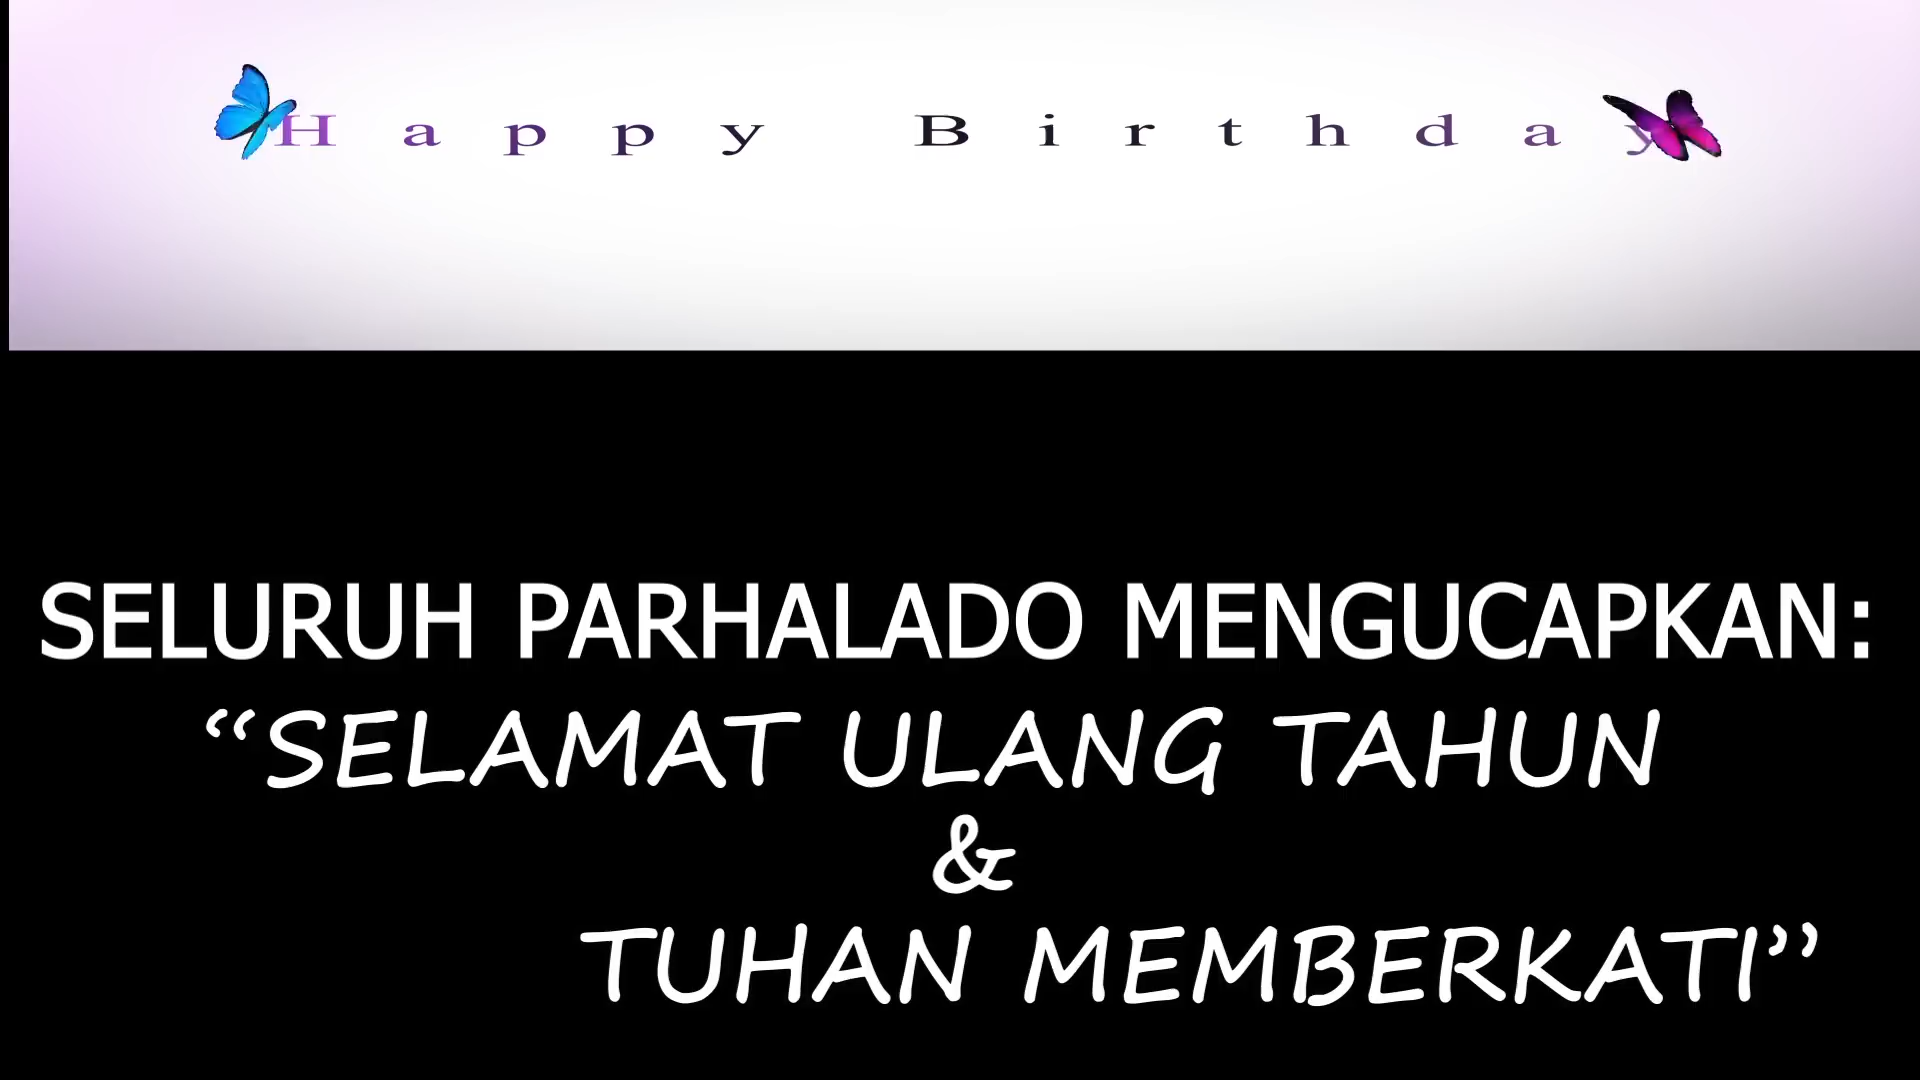 Happy Birthday
SELURUH PARHALADO MENGUCAPKAN:
“SELAMAT ULANG TAHUN
&
TUHAN MEMBERKATI”